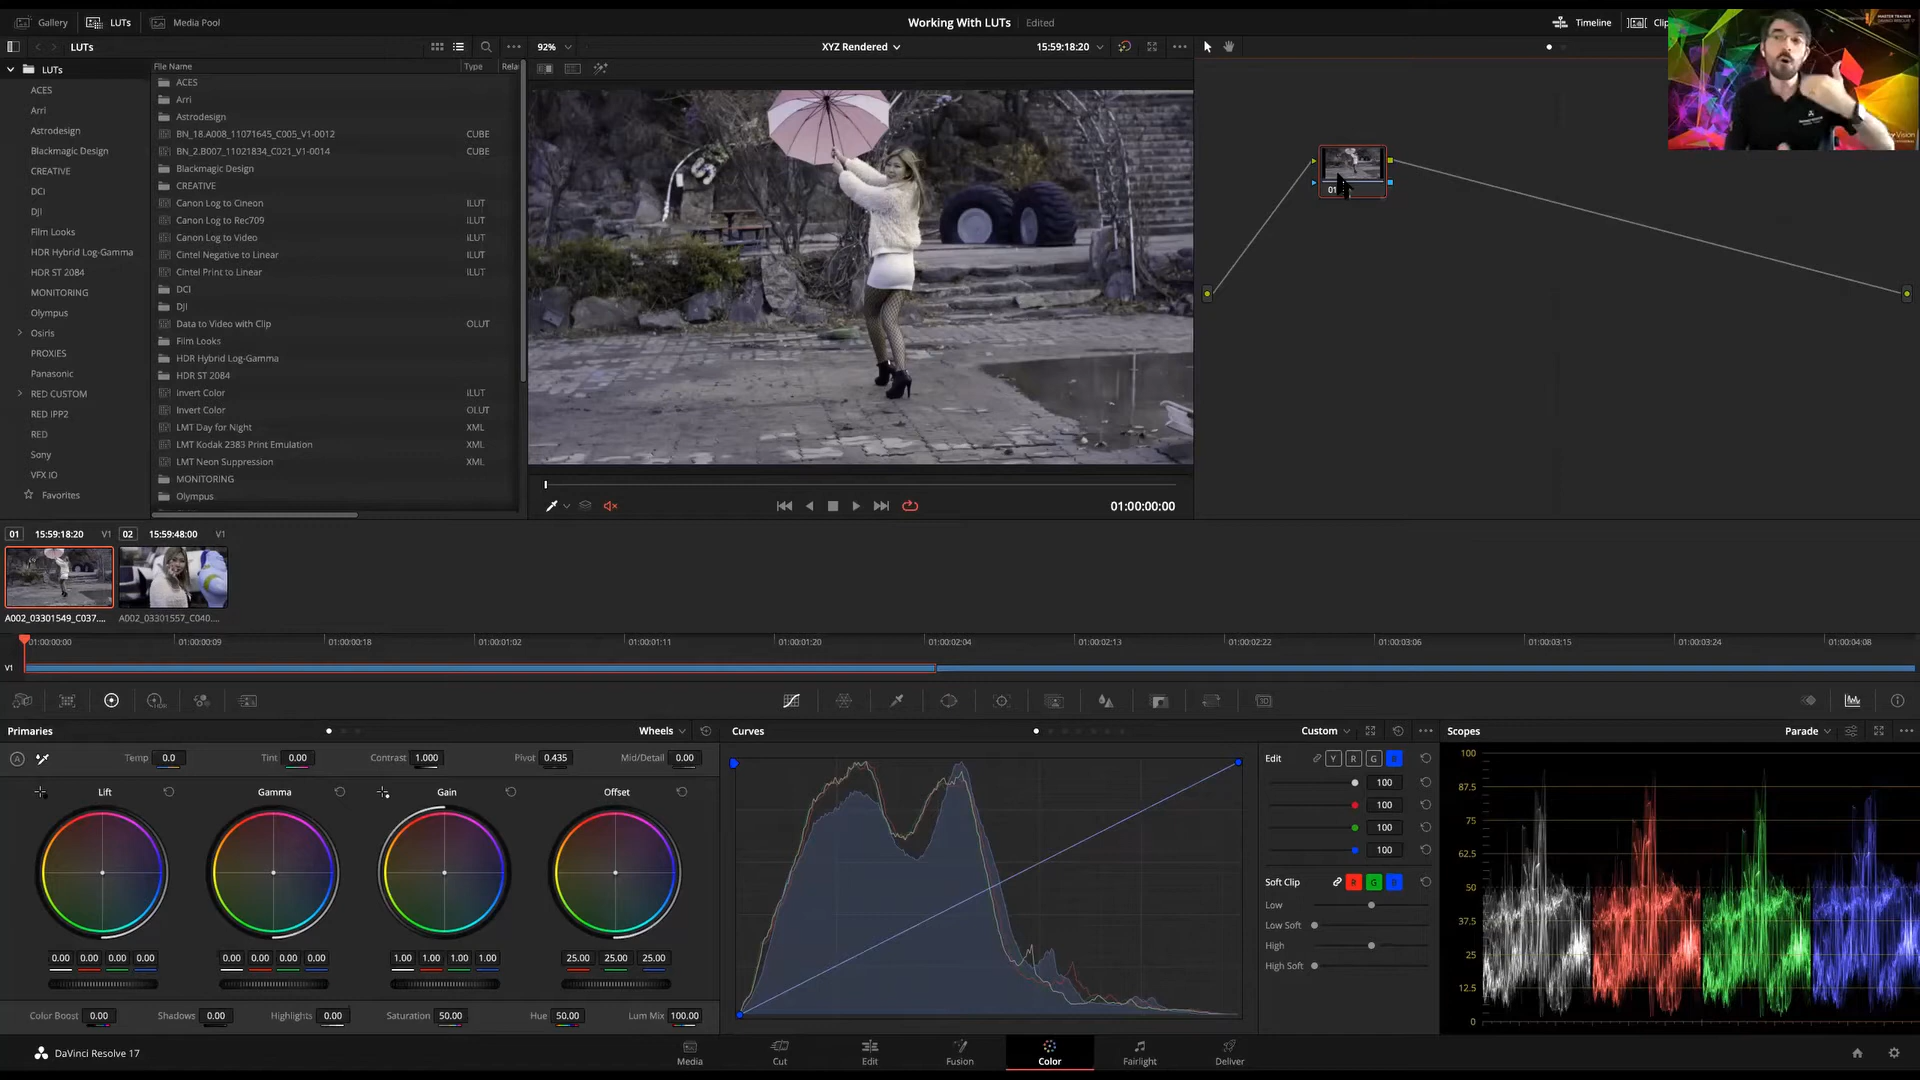 Gallery LUTs Media Pool Working With LUTs Edited Timeline Clip
LUTs 92% XYZ Rendered 15:59:18:20
LUTs
ACES
Arri
Astrodesign
Blackmagic Design
CREATIVE
DCI
DJI
Film Looks
HDR Hybrid Log-Gamma
HDR ST 2084
MONITORING
Olympus
Osiris
PROXIES
Panasonic
RED CUSTOM
RED IPP2
RED
Sony
VFX IO
Favorites
File Name Type Rela
ACES
Arri
Astrodesign
BN_18.A008_11071645_C005_V1-0012 CUBE
BN_2.B007_11021834_C021_V1-0014 CUBE
Blackmagic Design
CREATIVE
Canon Log to Cineon iLUT
Canon Log to Rec709 iLUT
Canon Log to Video iLUT
Cintel Negative to Linear iLUT
Cintel Print to Linear iLUT
DCI
DJI
Data to Video with Clip OLUT
Film Looks
HDR Hybrid Log-Gamma
HDR ST 2084
Invert Color iLUT
Invert Color OLUT
LMT Day for Night XML
LMT Kodak 2383 Print Emulation XML
LMT Neon Suppression XML
MONITORING
Olympus
01:00:00:00
01
MASTER TRAINER
Vision
01 15:59:18:20 V1 02 15:59:48:00 V1
A002_03301549_C037.... A002_03301557_C040....
01:00:00:00 01:00:00:09 01:00:00:18 01:00:01:02 01:00:01:11 01:00:01:20 01:00:02:04 01:00:02:13 01:00:02:22 01:00:03:06 01:00:03:15 01:00:03:24 01:00:04:08
V1
HDR
3D
Primaries Wheels
A Temp 0.0 Tint 0.00 Contrast 1.000 Pivot 0.435 Mid/Detail 0.00
Lift Gamma Gain Offset
0.00 0.00 0.00 0.00 0.00 0.00 0.00 0.00 1.00 1.00 1.00 1.00 25.00 25.00 25.00
Color Boost 0.00 Shadows 0.00 Highlights 0.00 Saturation 50.00 Hue 50.00 Lum Mix 100.00
Curves Custom
Edit Y R G B
100
100
100
100
Soft Clip R G B
Low
Low Soft
High
High Soft
Scopes Parade
100
87.5
75
62.5
50
37.5
25
12.5
0
DaVinci Resolve 17 Media Cut Edit Fusion Color Fairlight Deliver